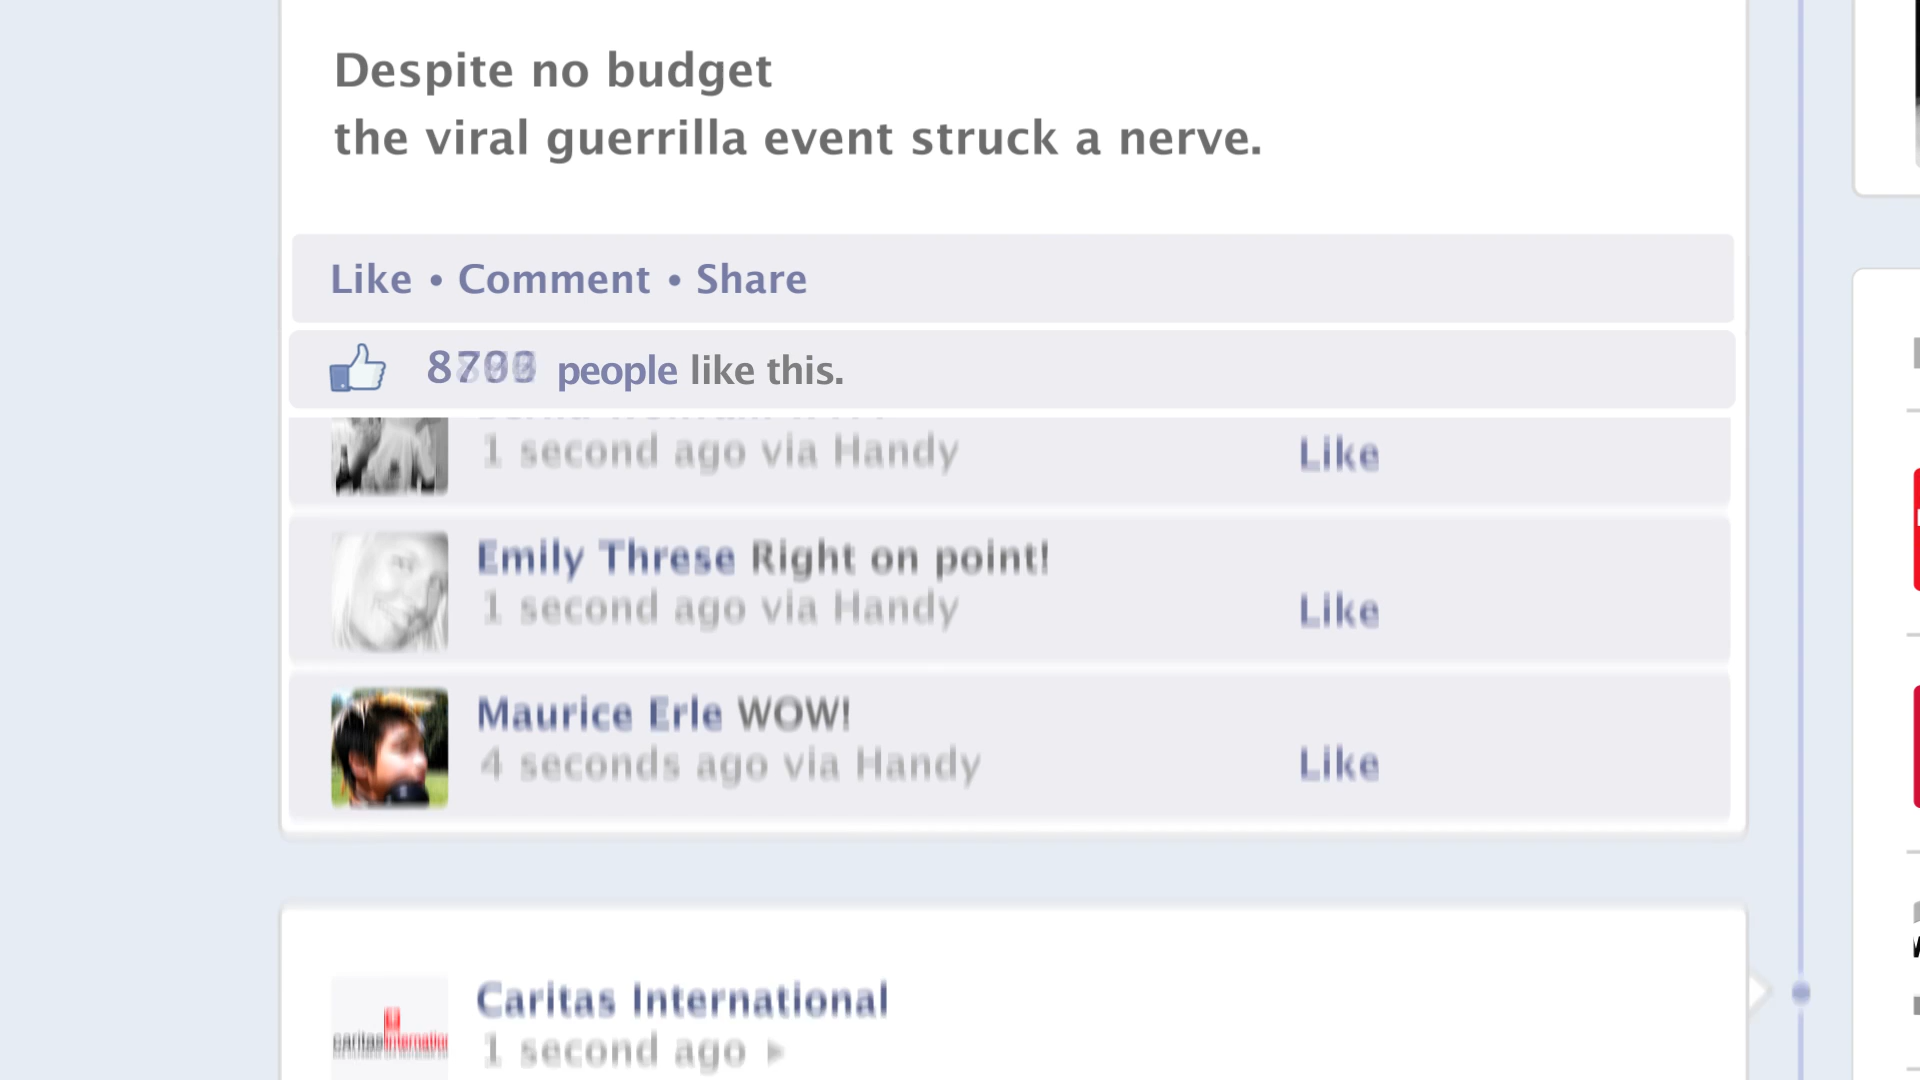 Despite no budget
the viral guerrilla event struck a nerve.
Like • Comment • Share
people like this.
1 second ago via Handy Like
Emily Threse Right on point!
1 second ago via Handy Like
Maurice Erle WOW!
4 seconds ago via Handy Like
Caritas International
caritas internation
1 second ago